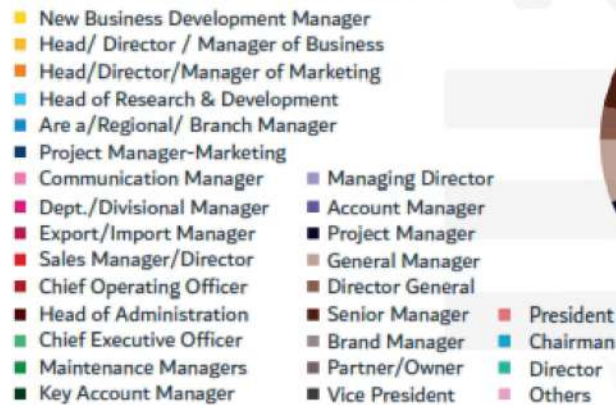 New Business Development Manager
Head/ Director / Manager of Business
Head/Director/Manager of Marketing
Head of Research & Development
Are a/Regional/ Branch Manager
Project Manager-Marketing
Communication Manager
Dept./Divisional Manager
Export/Import Manager
Sales Manager/Director
Chief Operating Officer
Head of Administration
Chief Executive Officer
Maintenance Managers
Key Account Manager
Managing Director
Account Manager
Project Manager
General Manager
Director General
Senior Manager
Brand Manager
Partner/Owner
Vice President
President
Chairman
Director
Others